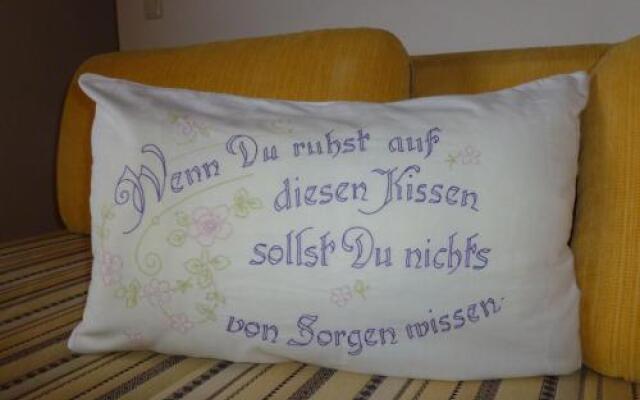 Wenn Du ruhst auf
diesen Kissen
sollst Du nichts
von Sorgen wissen.